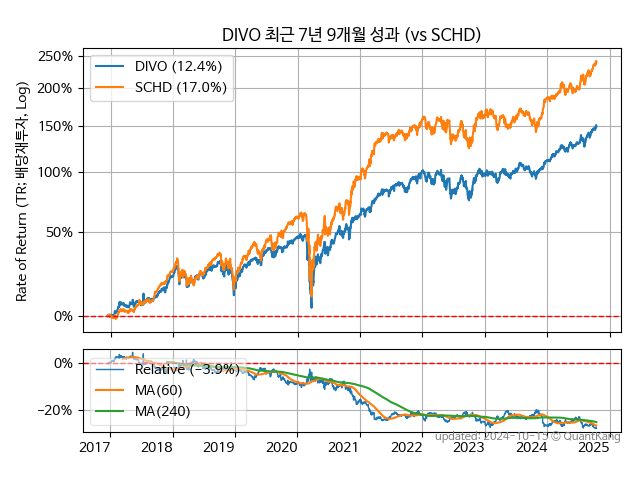 DIVO 최근 7년 9개월 성과 (vs SCHD)
Rate of Return (TR; 배당재투자, Log)
250%
200%
150%
100%
50%
0%
DIVO (12.4%)
SCHD (17.0%)
0%
−20%
Relative (−3.9%)
MA(60)
MA(240)
updated: 2024-10-15 © QuantKang
2017 2018 2019 2020 2021 2022 2023 2024 2025